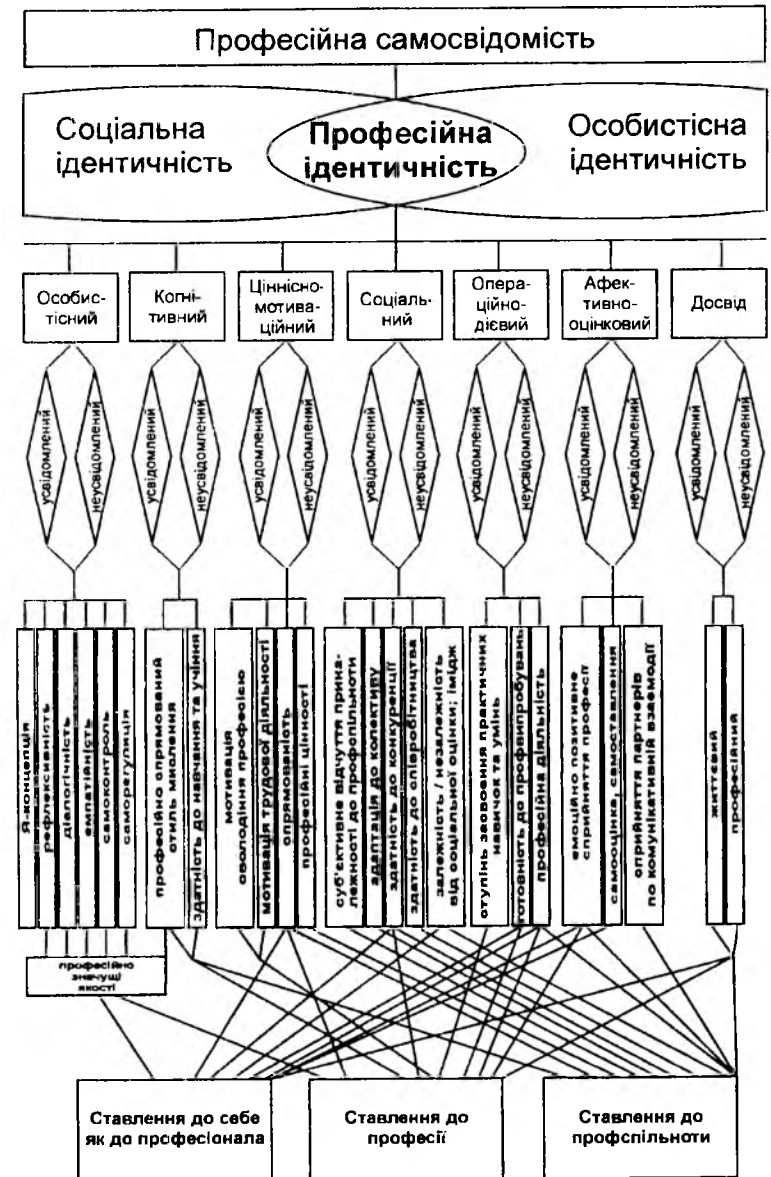 Професійна самосвідомість
Соціальна
ідентичність
Професійна
ідентичність
Особистісна
ідентичність
Особис-
тісний
Когні-
тивний
Ціннісно-
мотива-
ційний
Соціаль-
ний
Опера-
ційно-
дієвий
Афек-
тивно-
оцінковий
Досвід
усвідомлений
неусвідомлений
усвідомлений
неусвідомлений
усвідомлений
неусвідомлений
усвідомлений
неусвідомлений
усвідомлений
неусвідомлений
усвідомлений
неусвідомлений
усвідомлений
неусвідомлений
Я-концепція
рефлексивність
діалогічність
емпатійність
самоконтроль
саморегуляція
професійно спрямований
стиль мислення
здатність до навчання та учіння
мотивація
оволодіння професією
мотивація трудової діяльності
спрямованість
професійні цінності
суб'єктивне відчуття прина-
лежності до профспільноти
адаптація до колективу
здатність до конкуренції
здатність до співробітництва
залежність / незалежність
від соціальної оцінки; імідж
ступінь засвоєння практичних
навичок та умінь
готовність до профвипробувань
професійна діяльність
емоційно позитивне
сприйняття професії
самооцінка, самоставлення
сприйняття партнерів
по комунікативній взаємодії
життєвий
професійний
професійно
значущі
якості
Ставлення до себе
як до професіонала
Ставлення до
професії
Ставлення до
профспільноти